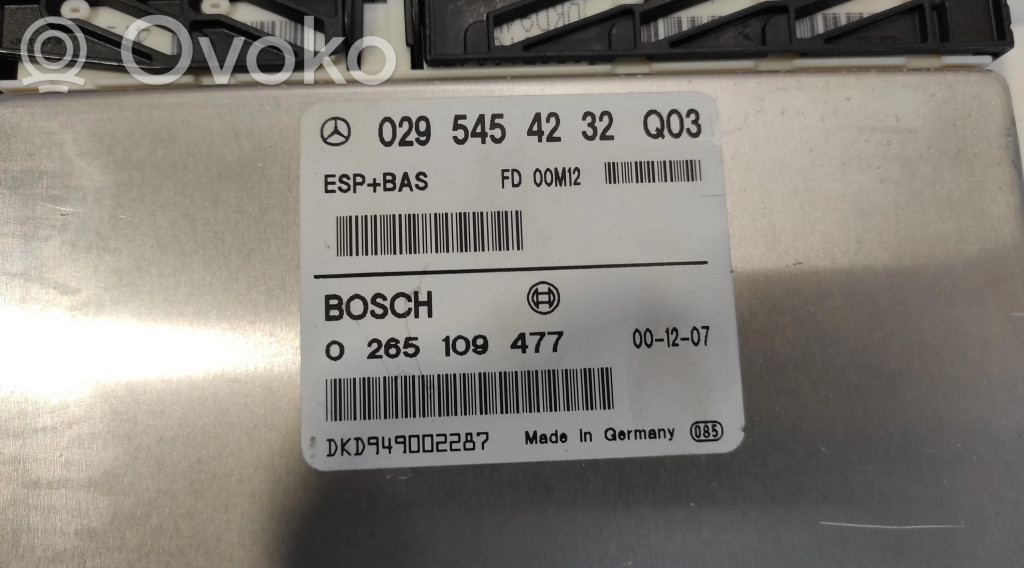 Ovoko
029 545 42 32 Q03
ESP+BAS FD 00M12
BOSCH
0 265 109 477 00-12-07
DKD949002287 Made in Germany 085